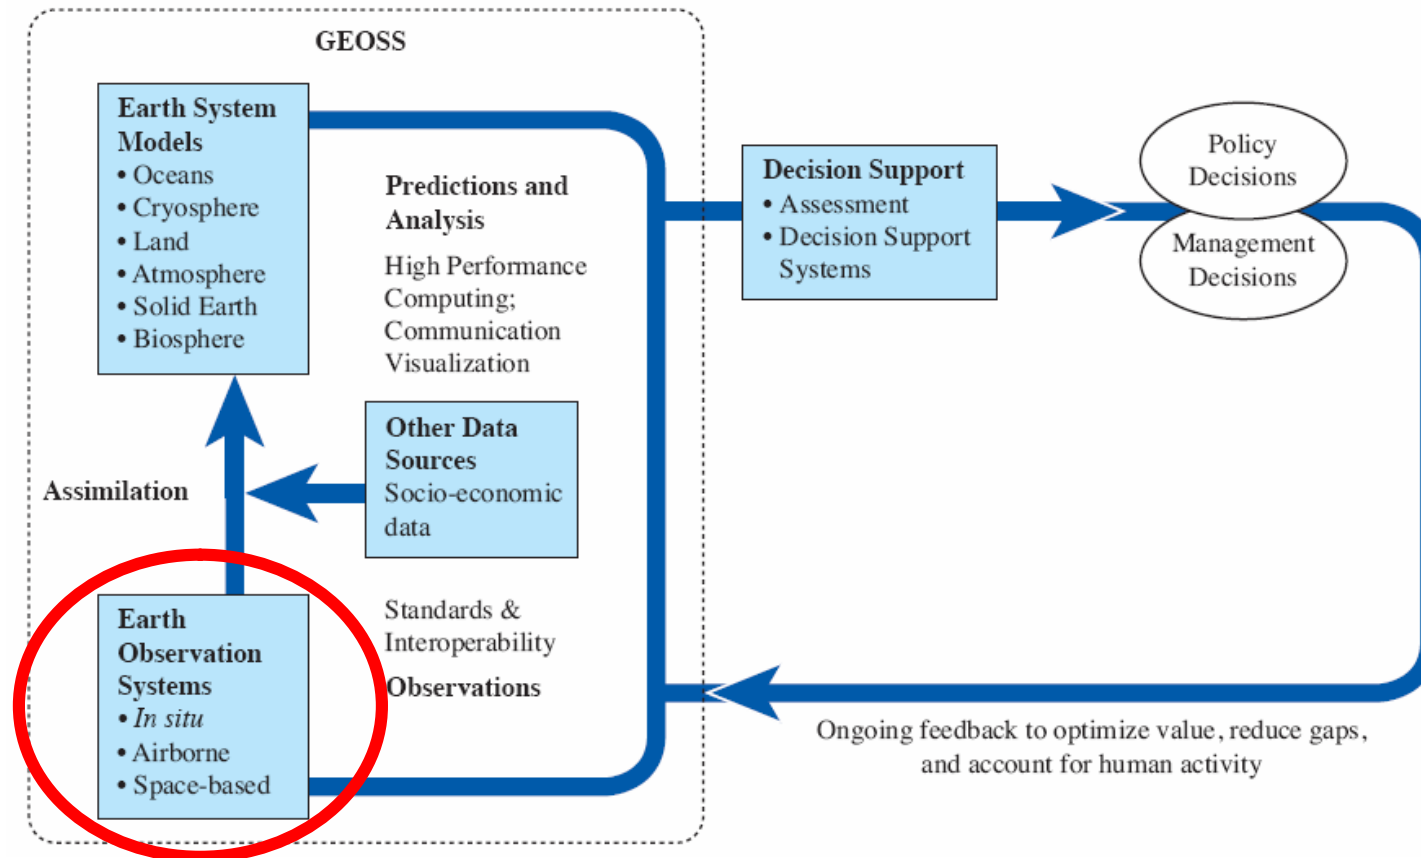 GEOSS
Earth System
Models
• Oceans
• Cryosphere
• Land
• Atmosphere
• Solid Earth
• Biosphere
Predictions and
Analysis
High Performance
Computing;
Communication
Visualization
Other Data
Sources
Socio-economic
data
Assimilation
Earth
Observation
Systems
• In situ
• Airborne
• Space-based
Standards &
Interoperability
Observations
Decision Support
• Assessment
• Decision Support
Systems
Policy
Decisions
Management
Decisions
Ongoing feedback to optimize value, reduce gaps,
and account for human activity